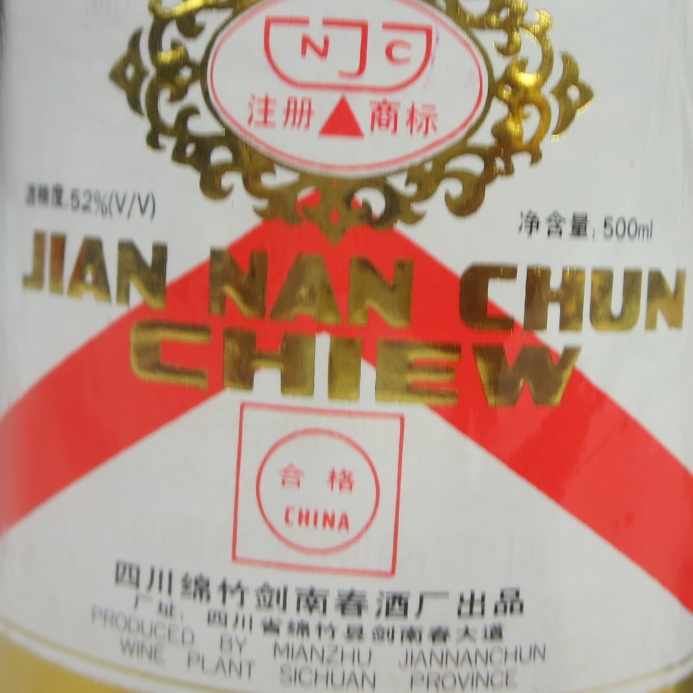 NJC
注册 商标
酒精度:52%(V/V)
净含量:500ml
JIAN NAN CHUN
CHIEW
合格
CHINA
四川绵竹剑南春酒厂出品
厂址:四川省绵竹县剑南春大道
PRODUCED BY MIANZHU JIANNANCHUN
WINE PLANT SICHUAN PROVINCE